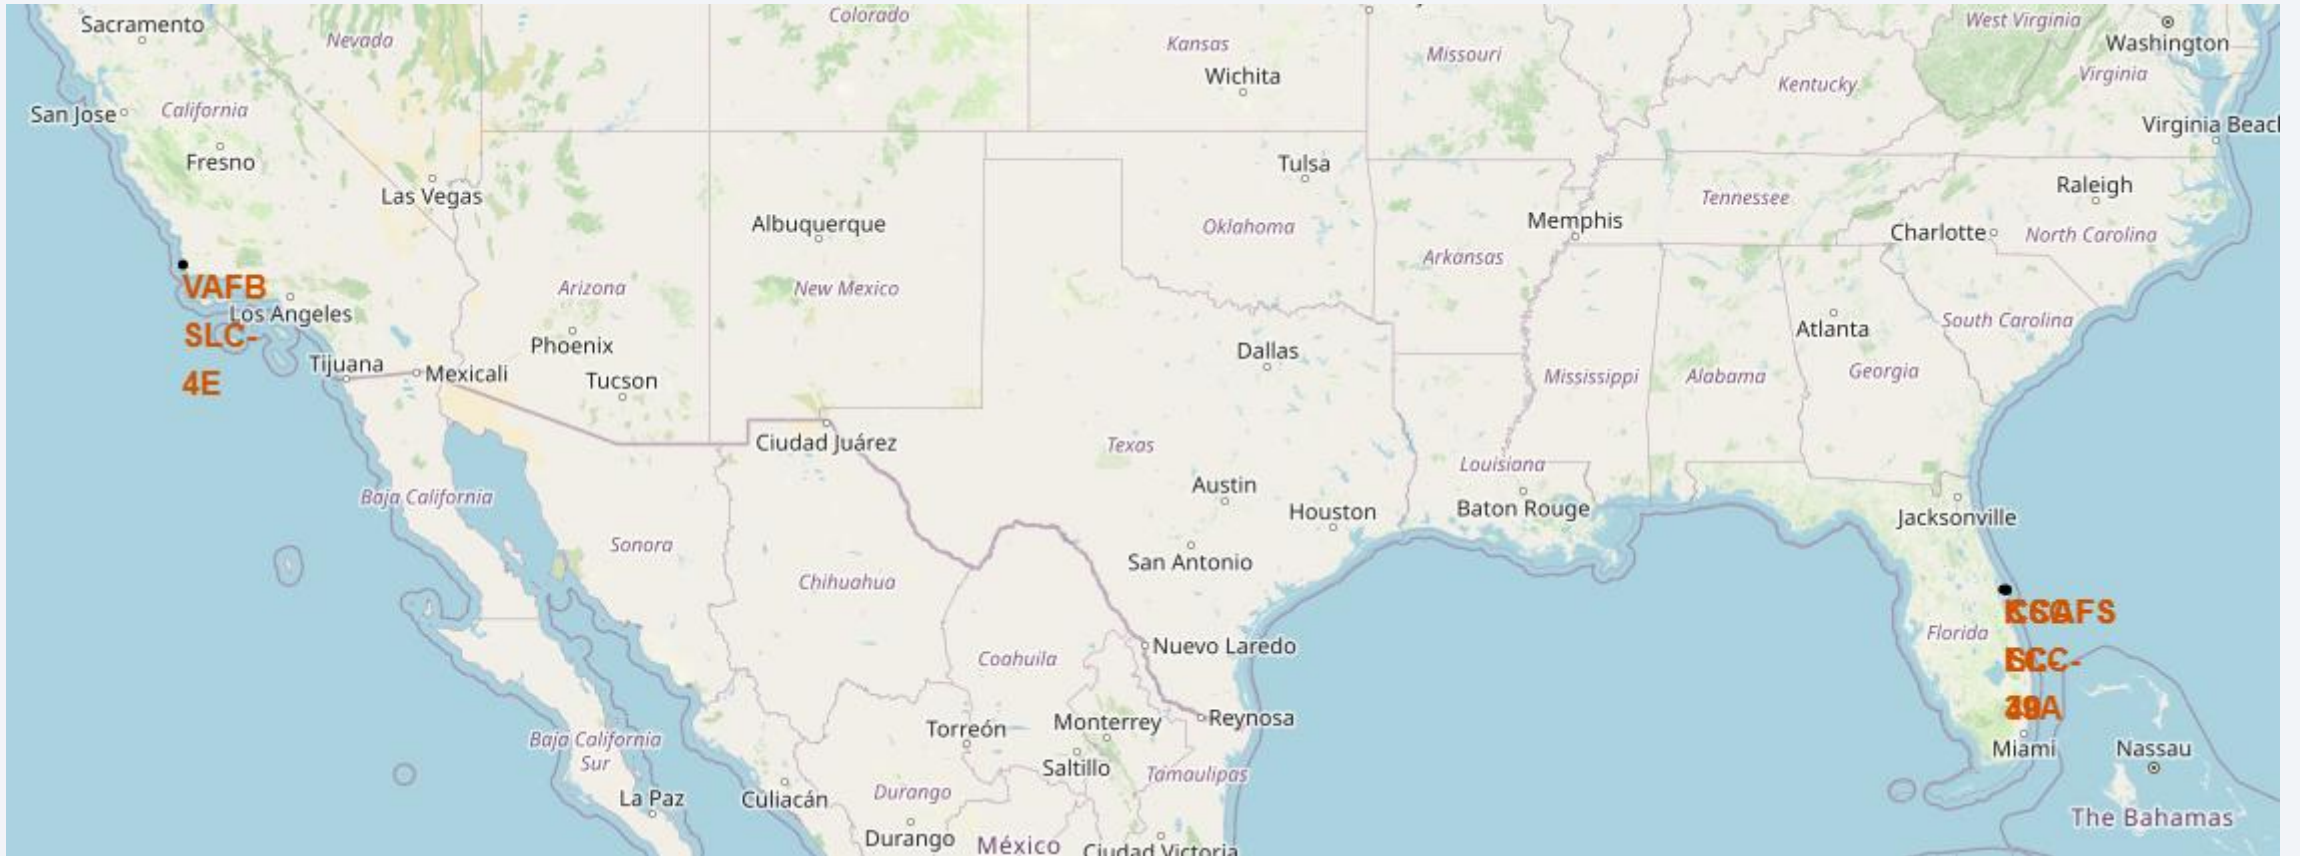 Sacramento
Nevada
Colorado
Kansas
Wichita
Missouri
West Virginia
Washington
Virginia
Kentucky
San Jose
California
Virginia Beach
Fresno
Las Vegas
Tulsa
Raleigh
Albuquerque
Oklahoma
Memphis
Tennessee
Charlotte
North Carolina
Arkansas
VAFB
SLC-
4E
Los Angeles
Arizona
New Mexico
Phoenix
Dallas
Atlanta
South Carolina
Tijuana
Mexicali
Tucson
Mississippi
Alabama
Georgia
Ciudad Juárez
Texas
Louisiana
Baja California
Austin
Houston
Baton Rouge
Jacksonville
Sonora
San Antonio
Chihuahua
Florida
Nuevo Laredo
Coahuila
Torreón
Monterrey
Reynosa
Baja California
Sur
Saltillo
Tamaulipas
Miami
Nassau
La Paz
Culiacán
Durango
The Bahamas
Durango
México
Ciudad Victoria